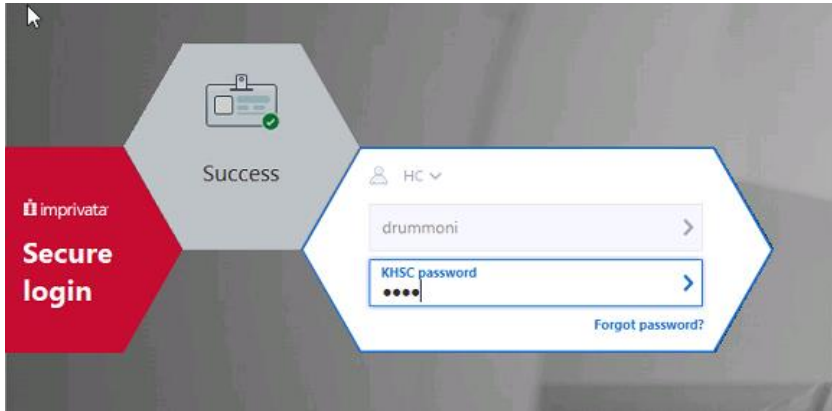 Success
imprivata
Secure
login
HC
drummoni
KHSC password
••••
Forgot password?